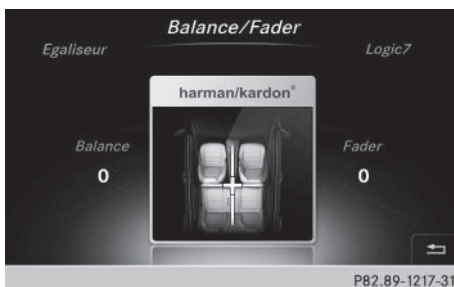 Balance/Fader
Egaliseur
Logic7
harman/kardon®
Balance
Fader
0
0
P82.89-1217-31